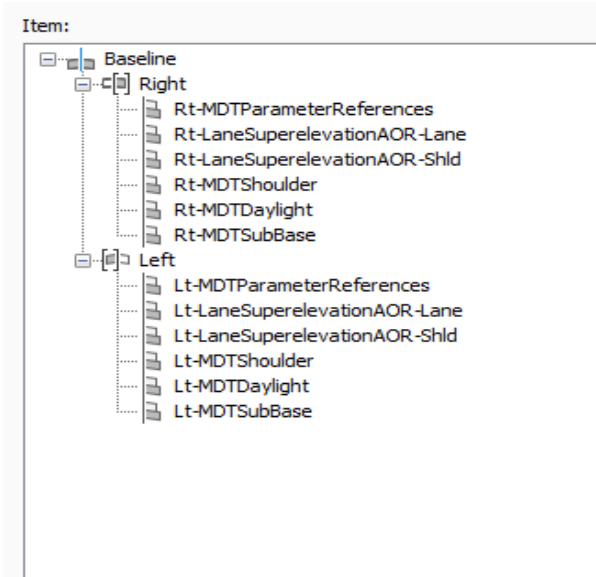 Item:
Baseline
Right
Rt-MDTParameterReferences
Rt-LaneSuperelevationAOR-Lane
Rt-LaneSuperelevationAOR-Shld
Rt-MDTShoulder
Rt-MDTDaylight
Rt-MDTSubBase
Left
Lt-MDTParameterReferences
Lt-LaneSuperelevationAOR-Lane
Lt-LaneSuperelevationAOR-Shld
Lt-MDTShoulder
Lt-MDTDaylight
Lt-MDTSubBase